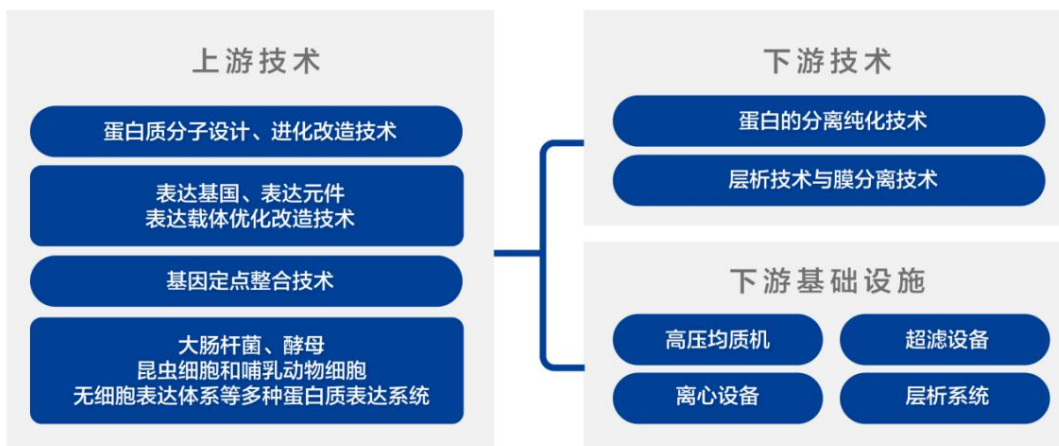 上游技术
蛋白质分子设计、进化改造技术
表达基国、表达元件
表达载体优化改造技术
基因定点整合技术
大肠杆菌、酵母
昆虫细胞和哺乳动物细胞
无细胞表达体系等多种蛋白质表达系统
下游技术
蛋白的分离纯化技术
层析技术与膜分离技术
下游基础设施
高压均质机
超滤设备
离心设备
层析系统